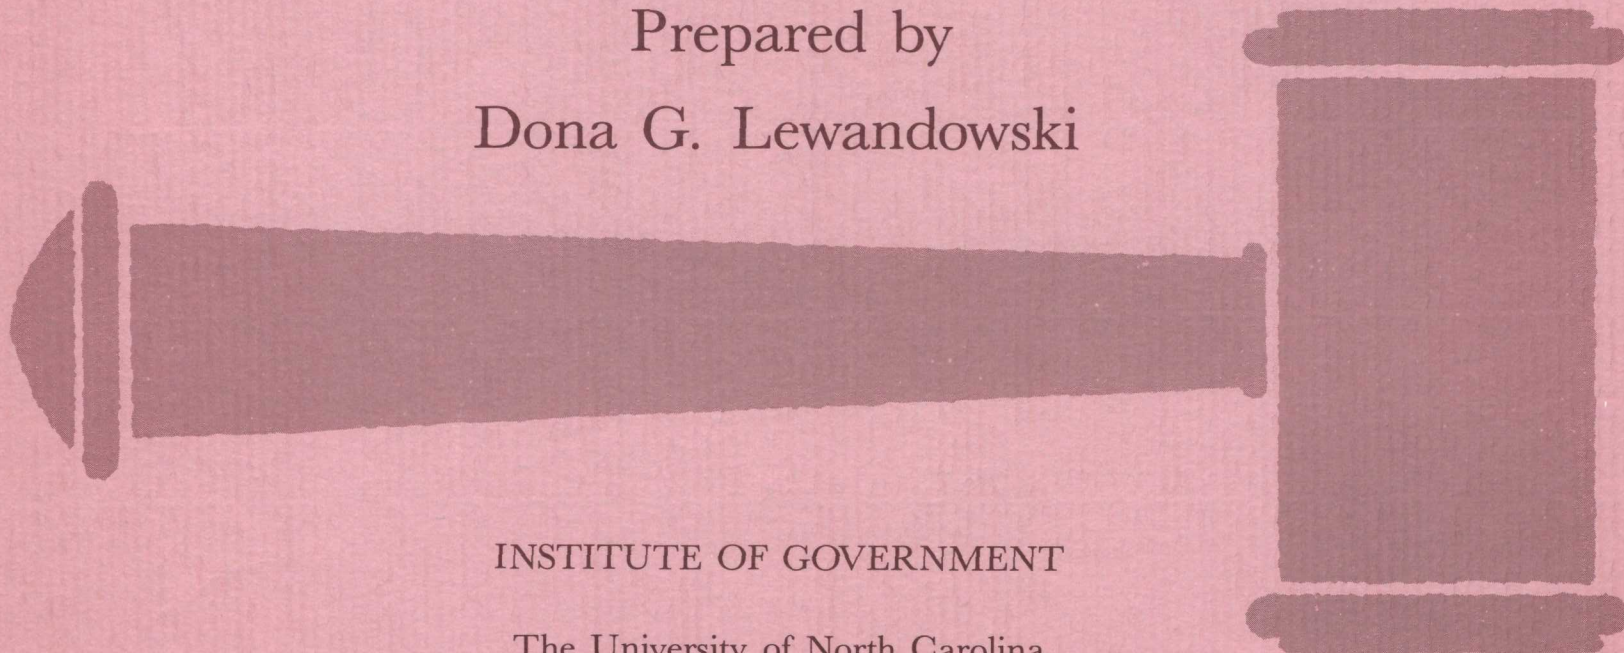 Prepared by
Dona G. Lewandowski
INSTITUTE OF GOVERNMENT
The University of North Carolina